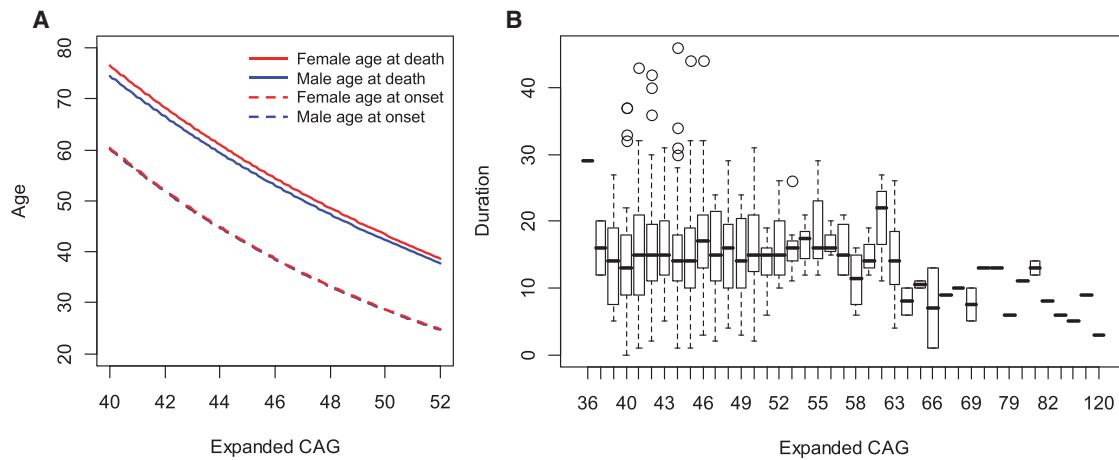 A
Age
80
70
60
50
40
30
20
Female age at death
Male age at death
Female age at onset
Male age at onset
40 42 44 46 48 50 52
Expanded CAG
B
Duration
40
30
20
10
0
36 40 43 46 49 52 55 58 63 66 69 79 82 120
Expanded CAG